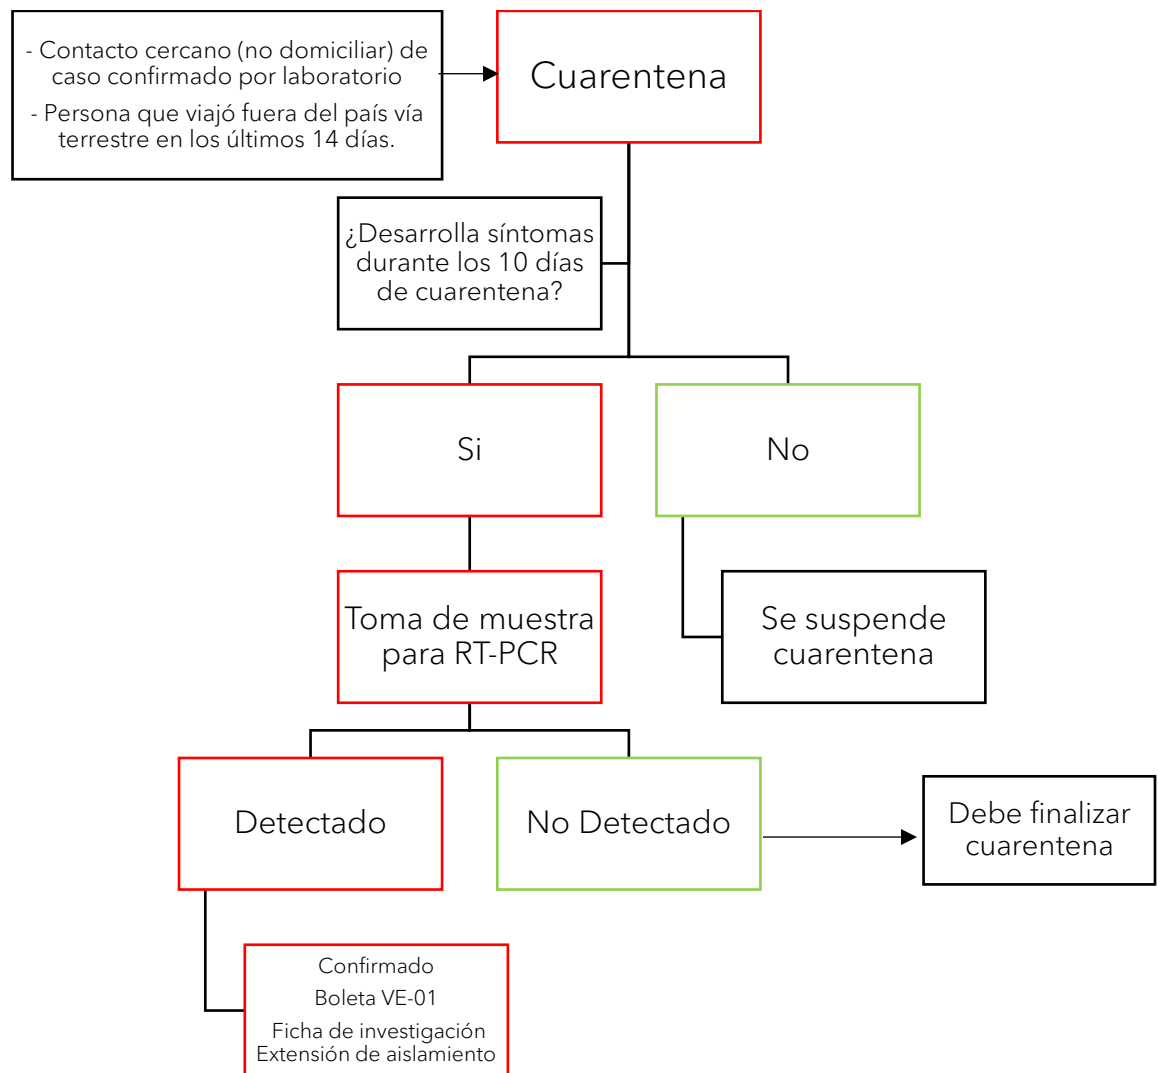 - Contacto cercano (no domiciliar) de
caso confirmado por laboratorio
- Persona que viajó fuera del país vía
terrestre en los últimos 14 días.
Cuarentena
¿Desarrolla síntomas
durante los 10 días
de cuarentena?
Si
No
Toma de muestra
para RT-PCR
Se suspende
cuarentena
Detectado
No Detectado
Debe finalizar
cuarentena
Confirmado
Boleta VE-01
Ficha de investigación
Extensión de aislamiento